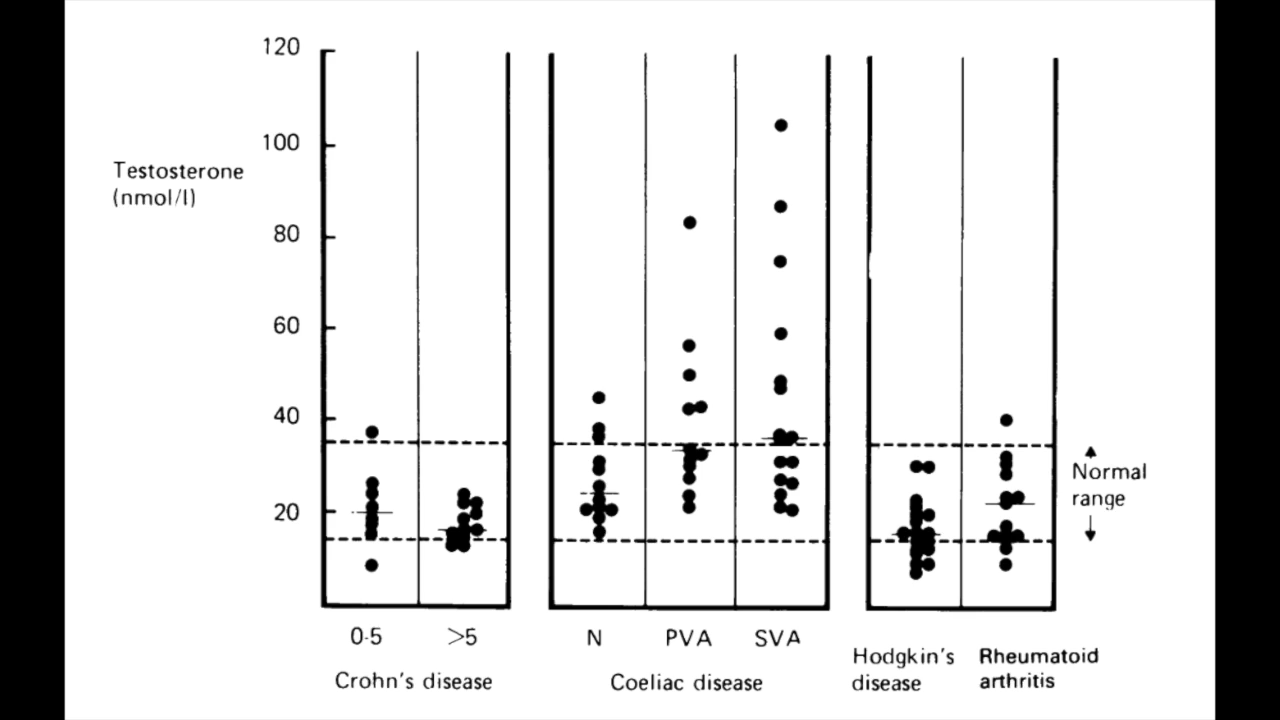 120
100
Testosterone
(nmol/l)
80
60
40
20
Normal
range
0-5
>5
N
PVA
SVA
Crohn's disease
Coeliac disease
Hodgkin's
disease
Rheumatoid
arthritis